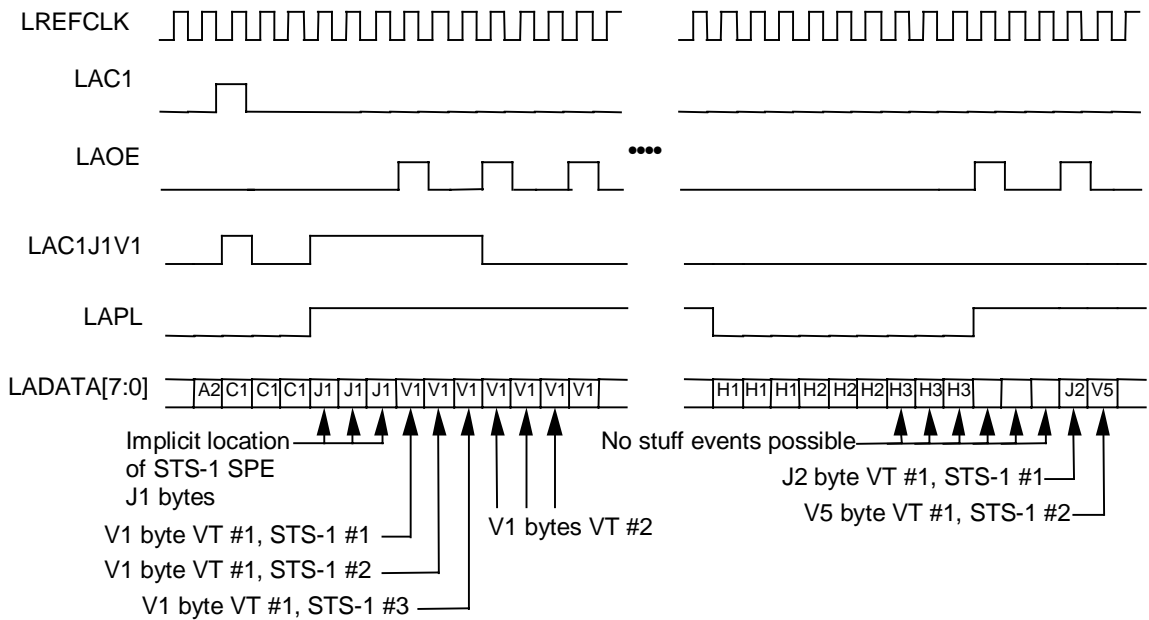 LREFCLK
LAC1
LAOE
LAC1J1V1
LAPL
LADATA[7:0] A2 C1 C1 C1 J1 J1 J1 V1 V1 V1 V1 V1 V1 V1 H1 H1 H1 H2 H2 H2 H3 H3 H3 J2 V5
Implicit location
of STS-1 SPE
J1 bytes
No stuff events possible
J2 byte VT #1, STS-1 #1
V5 byte VT #1, STS-1 #2
V1 byte VT #1, STS-1 #1
V1 bytes VT #2
V1 byte VT #1, STS-1 #2
V1 byte VT #1, STS-1 #3